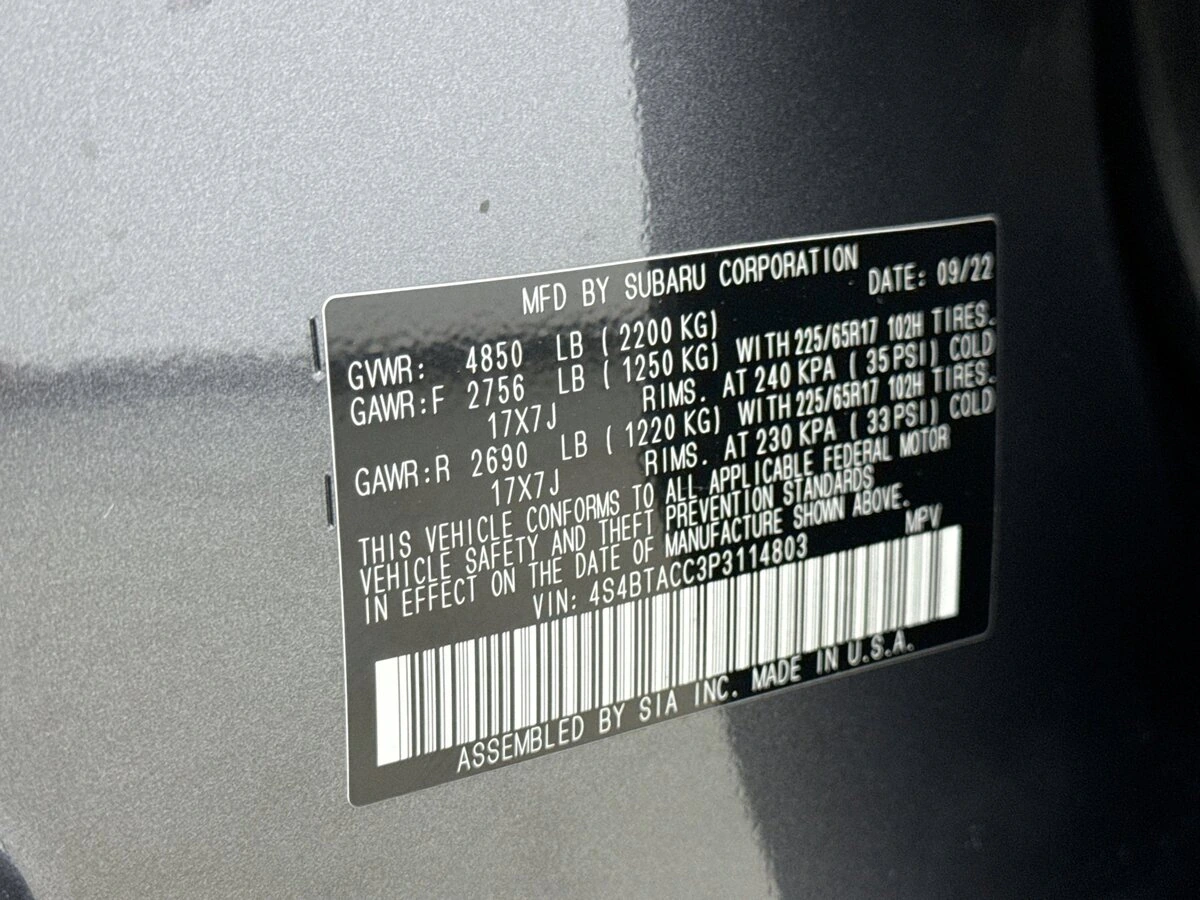 MFD BY SUBARU CORPORATION
DATE: 09/22
GVWR: 4850 LB ( 2200 KG)
GAWR:F 2756 LB ( 1250 KG) WITH 225/65R17 102H TIRES.
17X7J RIMS. AT 240 KPA ( 35 PSI) COLD
GAWR:R 2690 LB ( 1220 KG) WITH 225/65R17 102H TIRES.
17X7J RIMS. AT 230 KPA ( 33 PSI) COLD
THIS VEHICLE CONFORMS TO ALL APPLICABLE FEDERAL MOTOR
VEHICLE SAFETY AND THEFT PREVENTION STANDARDS
IN EFFECT ON THE DATE OF MANUFACTURE SHOWN ABOVE.
VIN: 4S4BTACC3P3114803 MPV
ASSEMBLED BY SIA INC. MADE IN U.S.A.